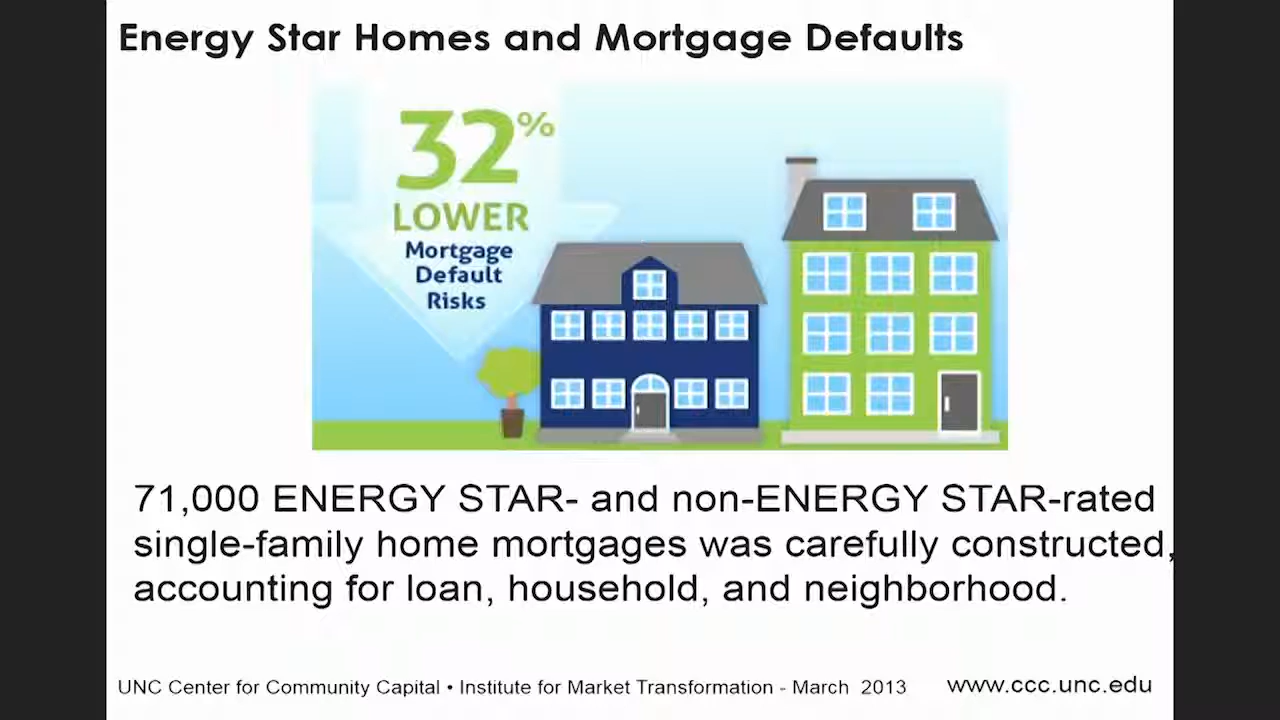 Energy Star Homes and Mortgage Defaults
32%
LOWER
Mortgage
Default
Risks
71,000 ENERGY STAR- and non-ENERGY STAR-rated
single-family home mortgages was carefully constructed,
accounting for loan, household, and neighborhood.
UNC Center for Community Capital • Institute for Market Transformation - March 2013 www.ccc.unc.edu